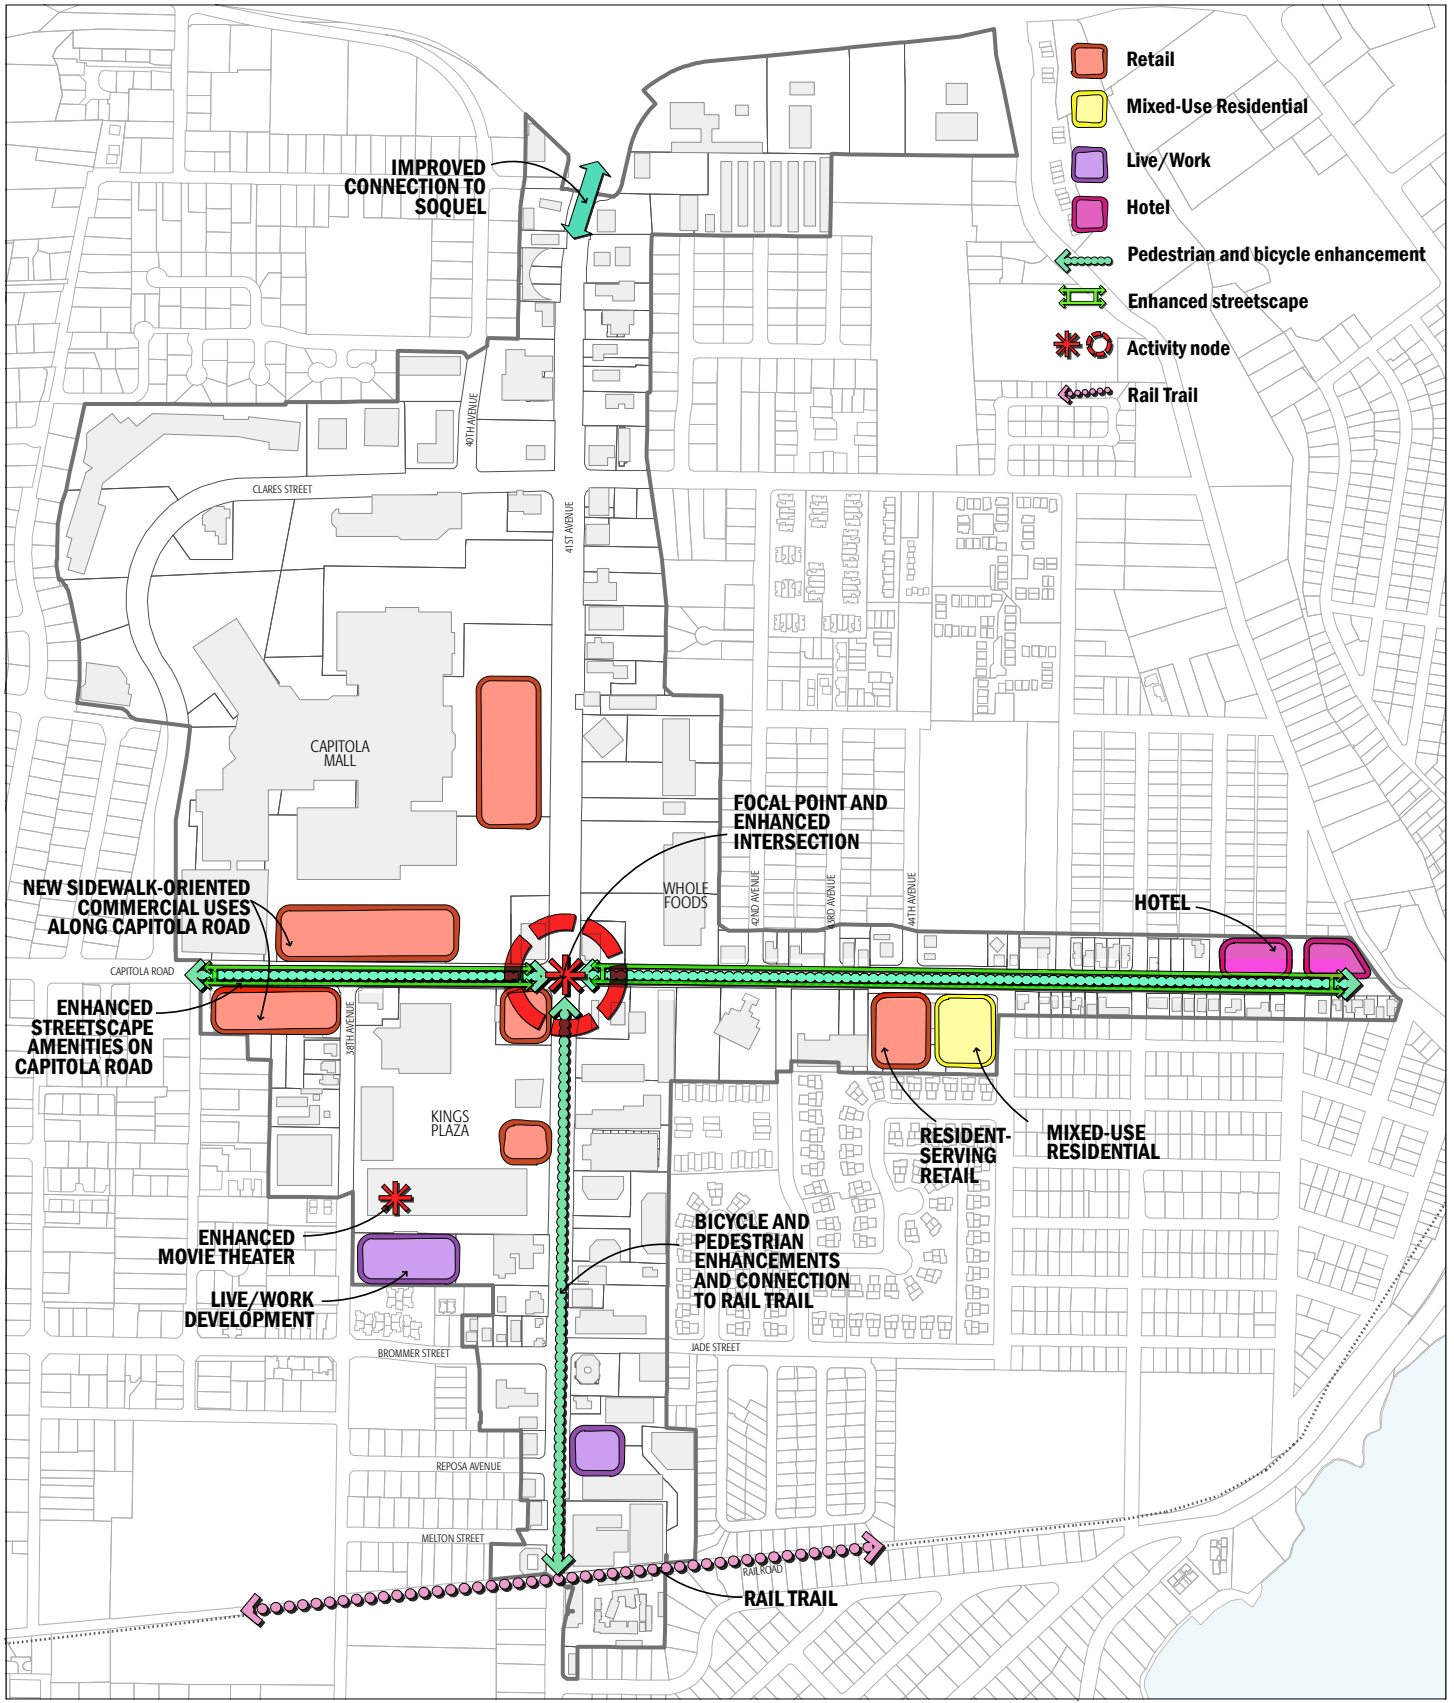 Retail
Mixed-Use Residential
Live/Work
Hotel
Pedestrian and bicycle enhancement
Enhanced streetscape
Activity node
Rail Trail
IMPROVED
CONNECTION TO
SOQUEL
40TH AVENUE
CLARES STREET
41ST AVENUE
CAPITOLA
MALL
FOCAL POINT AND
ENHANCED
INTERSECTION
WHOLE
FOODS
42ND AVENUE
43RD AVENUE
44TH AVENUE
HOTEL
NEW SIDEWALK-ORIENTED
COMMERCIAL USES
ALONG CAPITOLA ROAD
CAPITOLA ROAD
ENHANCED
STREETSCAPE
AMENITIES ON
CAPITOLA ROAD
38TH AVENUE
KINGS
PLAZA
RESIDENT-
SERVING
RETAIL
MIXED-USE
RESIDENTIAL
ENHANCED
MOVIE THEATER
BICYCLE AND
PEDESTRIAN
ENHANCEMENTS
AND CONNECTION
TO RAIL TRAIL
LIVE/WORK
DEVELOPMENT
BROMMER STREET
JADE STREET
REPOSA AVENUE
MELTON STREET
RAILROAD
RAIL TRAIL